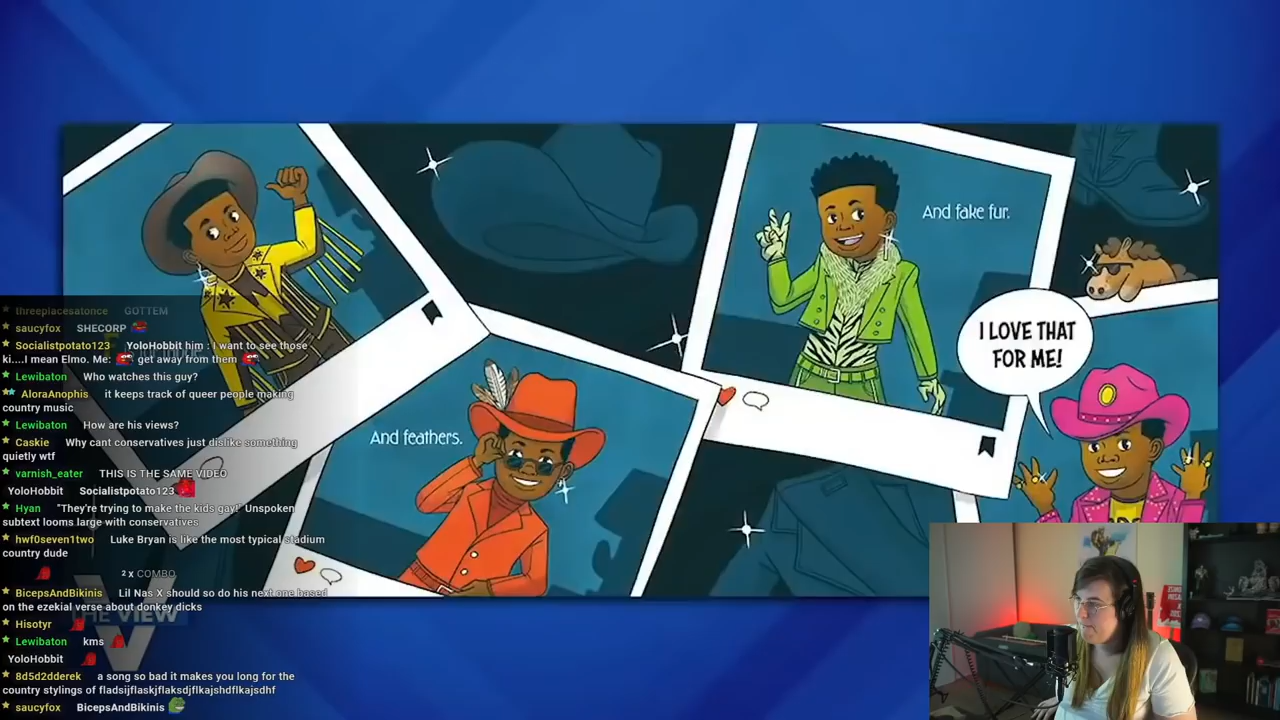 And fake fur.
I LOVE THAT
FOR ME!
And feathers.
threeplacesatonce GOTTEM
saucyfox SHECORP
Socialistpotato123 YoloHobbit him : I want to see those
ki....I mean Elmo. Me: get away from them
Lewibaton Who watches this guy?
AloraAnophis it keeps track of queer people making
country music
Lewibaton How are his views?
Caskie Why cant conservatives just dislike something
quietly wtf
varnish_eater THIS IS THE SAME VIDEO
YoloHobbit Socialistpotato123
Hyan "They're trying to make the kids gay!" Unspoken
subtext looms large with conservatives
hwf0seven1two Luke Bryan is like the most typical stadium
country dude
2 x COMBO
BicepsAndBikinis Lil Nas X should so do his next one based
on the ezekial verse about donkey dicks
THE VIEW
Hisotyr
Lewibaton kms
YoloHobbit
8d5d2dderek a song so bad it makes you long for the
country stylings of fladsijflaskjflaksdjflkajshdflkajsdhf
saucyfox BicepsAndBikinis